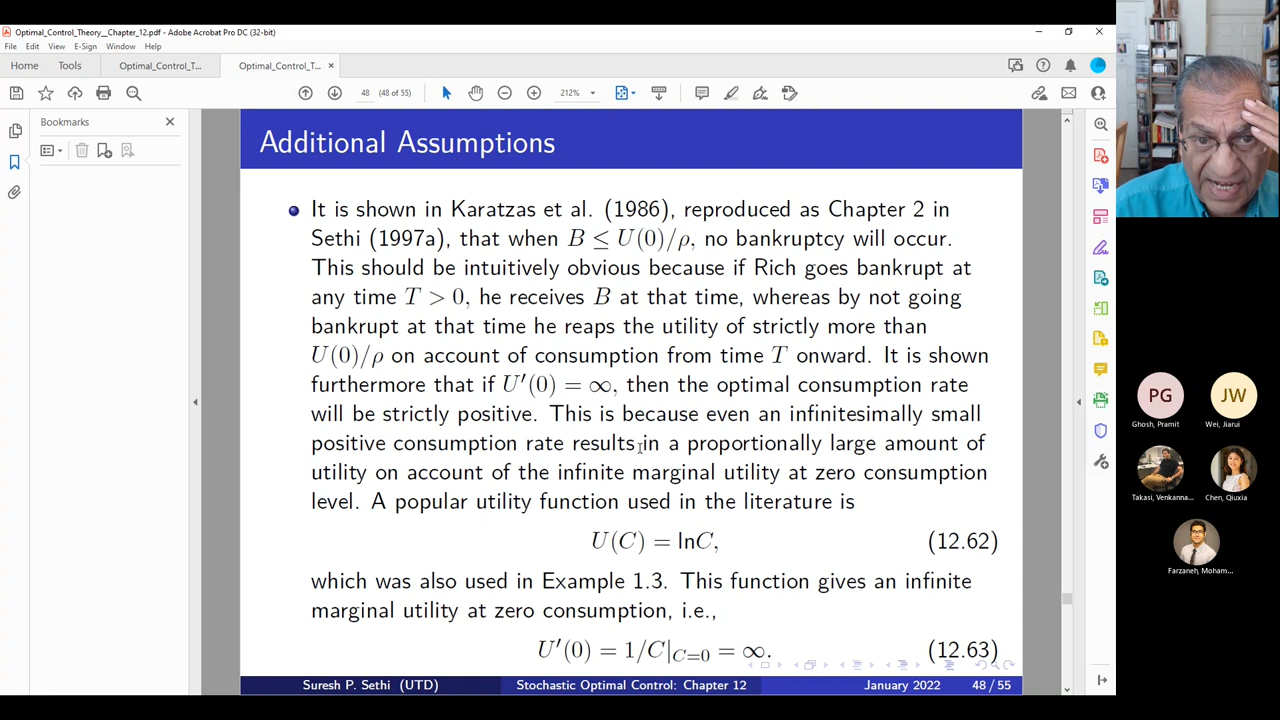 Optimal_Control_Theory__Chapter_12.pdf - Adobe Acrobat Pro DC (32-bit)
File Edit View E-Sign Window Help
Home Tools Optimal_Control_T... Optimal_Control_T...
48 (48 of 55) 212%
Bookmarks
Additional Assumptions
It is shown in Karatzas et al. (1986), reproduced as Chapter 2 in
Sethi (1997a), that when B ≤ U(0)/ρ, no bankruptcy will occur.
This should be intuitively obvious because if Rich goes bankrupt at
any time T > 0, he receives B at that time, whereas by not going
bankrupt at that time he reaps the utility of strictly more than
U(0)/ρ on account of consumption from time T onward. It is shown
furthermore that if U′(0) = ∞, then the optimal consumption rate
will be strictly positive. This is because even an infinitesimally small
positive consumption rate results in a proportionally large amount of
utility on account of the infinite marginal utility at zero consumption
level. A popular utility function used in the literature is
U(C) = lnC, (12.62)
which was also used in Example 1.3. This function gives an infinite
marginal utility at zero consumption, i.e.,
U′(0) = 1/C|C=0 = ∞. (12.63)
Suresh P. Sethi (UTD) Stochastic Optimal Control: Chapter 12 January 2022 48 / 55
PG JW
Ghosh, Pramit Wei, Jiarui
Takasi, Venkanna... Chen, Qiuxia
Farzaneh, Moham...